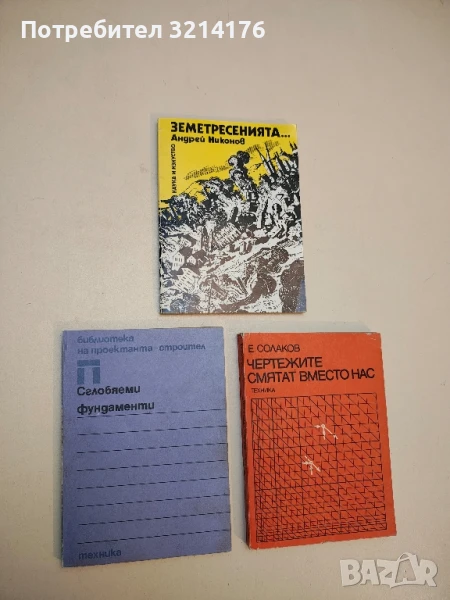 Потребител 3214176
ЗЕМЕТРЕСЕНИЯТА...
Андрей Никонов
НАУКА И ИЗКУСТВО
библиотека
на проектанта-строител
П
Сглобяеми
фундаменти
техника
Е. СОЛАКОВ
ЧЕРТЕЖИТЕ
СМЯТАТ ВМЕСТО НАС
ТЕХНИКА
BAZAR